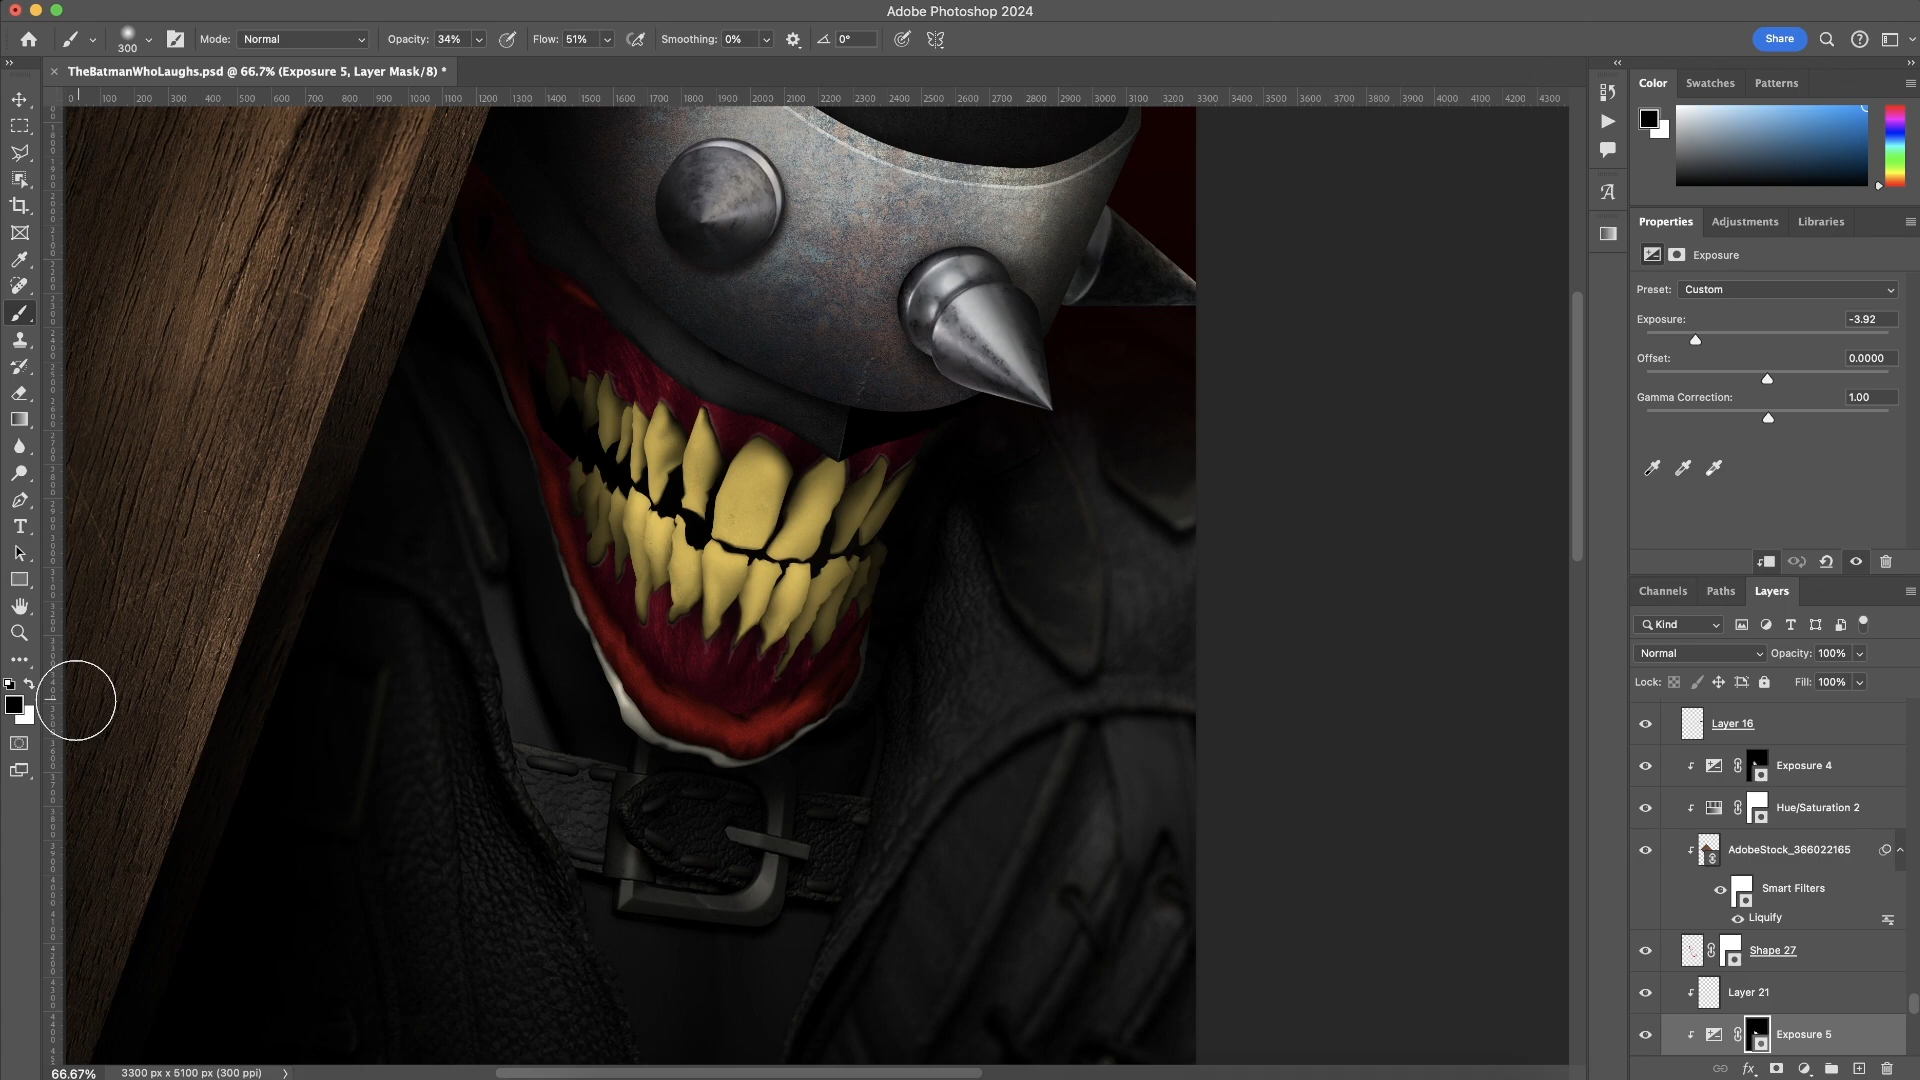 Adobe Photoshop 2024
300
Mode: Normal
Opacity: 34%
Flow: 51%
Smoothing: 0%
0°
Share
TheBatmanWhoLaughs.psd @ 66.7% (Exposure 5, Layer Mask/8) *
0 100 200 300 400 500 600 700 800 900 1000 1100 1200 1300 1400 1500 1600 1700 1800 1900 2000 2100 2200 2300 2400 2500 2600 2700 2800 2900 3000 3100 3200 3300 3400 3500 3600 3700 3800 3900 4000 4100 4200 4300
Color Swatches Patterns
Properties Adjustments Libraries
Exposure
Preset: Custom
Exposure: -3.92
Offset: 0.0000
Gamma Correction: 1.00
Channels Paths Layers
Kind
Normal Opacity: 100%
Lock: Fill: 100%
Layer 16
Exposure 4
Hue/Saturation 2
AdobeStock_366022165
Smart Filters
Liquify
Shape 27
Layer 21
Exposure 5
fx
66.67% 3300 px x 5100 px (300 ppi)